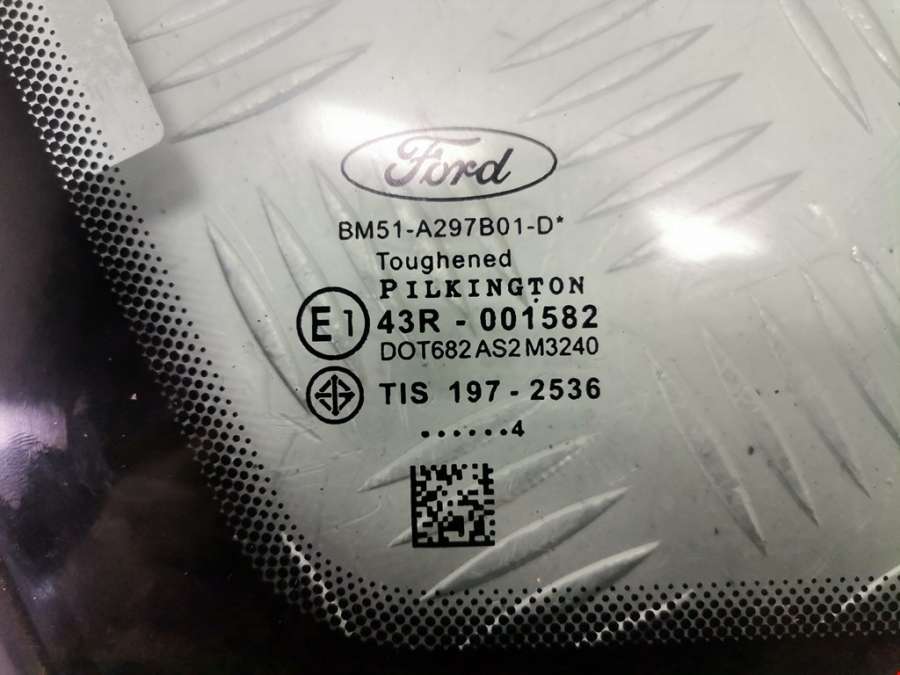 Ford
BM51-A297B01-D*
Toughened
PILKINGTON
E1 43R - 001582
DOT682 AS2 M3240
TIS 197 - 2536
......4